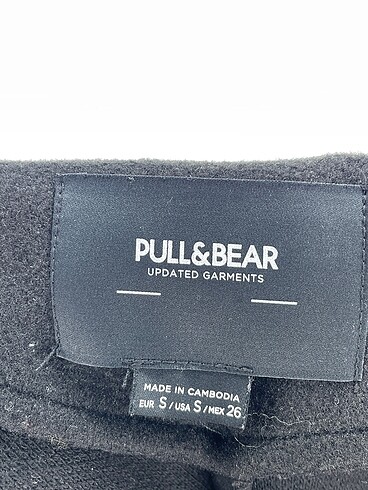 PULL&BEAR
UPDATED GARMENTS
MADE IN CAMBODIA
EUR S / USA S / MEX 26